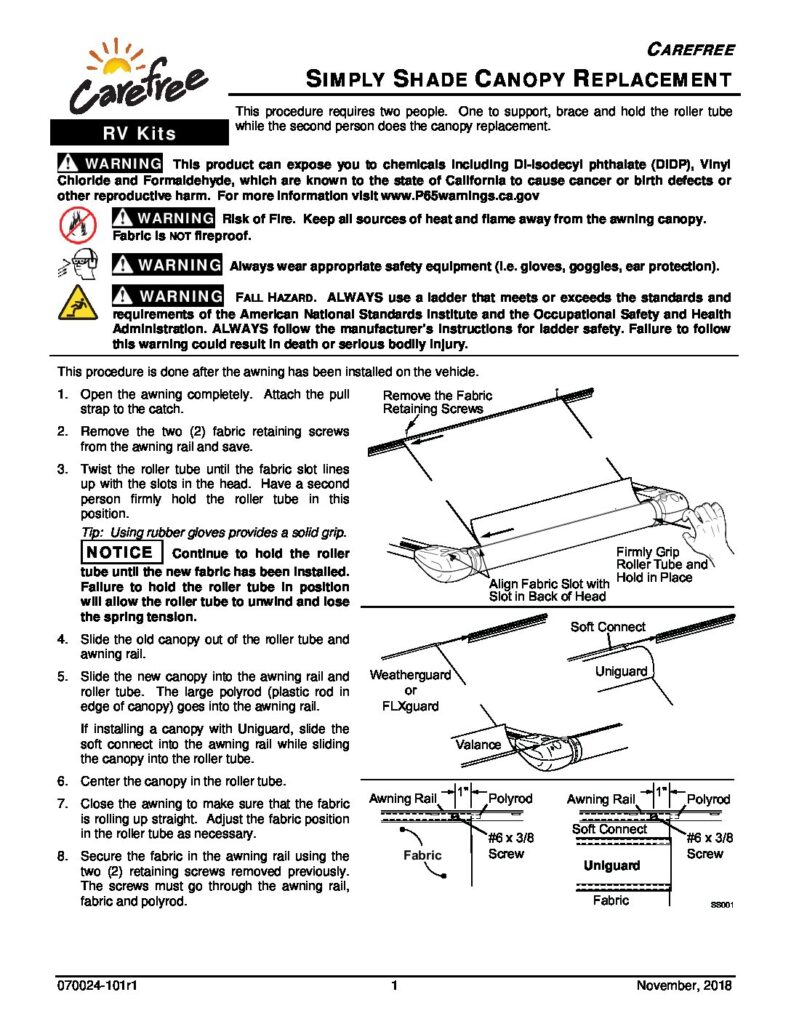 Carefree
RV Kits
CAREFREE
SIMPLY SHADE CANOPY REPLACEMENT
This procedure requires two people. One to support, brace and hold the roller tube
while the second person does the canopy replacement.
WARNING This product can expose you to chemicals including Di-isodecyl phthalate (DIDP), Vinyl
Chloride and Formaldehyde, which are known to the state of California to cause cancer or birth defects or
other reproductive harm. For more information visit www.P65warnings.ca.gov
WARNING Risk of Fire. Keep all sources of heat and flame away from the awning canopy.
Fabric is NOT fireproof.
WARNING Always wear appropriate safety equipment (i.e. gloves, goggles, ear protection).
WARNING FALL HAZARD. ALWAYS use a ladder that meets or exceeds the standards and
requirements of the American National Standards Institute and the Occupational Safety and Health
Administration. ALWAYS follow the manufacturer's instructions for ladder safety. Failure to follow
this warning could result in death or serious bodily injury.
This procedure is done after the awning has been installed on the vehicle.
1. Open the awning completely. Attach the pull
strap to the catch.
2. Remove the two (2) fabric retaining screws
from the awning rail and save.
3. Twist the roller tube until the fabric slot lines
up with the slots in the head. Have a second
person firmly hold the roller tube in this
position.
Tip: Using rubber gloves provides a solid grip.
NOTICE Continue to hold the roller
tube until the new fabric has been installed.
Failure to hold the roller tube in position
will allow the roller tube to unwind and lose
the spring tension.
4. Slide the old canopy out of the roller tube and
awning rail.
5. Slide the new canopy into the awning rail and
roller tube. The large polyrod (plastic rod in
edge of canopy) goes into the awning rail.
If installing a canopy with Uniguard, slide the
soft connect into the awning rail while sliding
the canopy into the roller tube.
6. Center the canopy in the roller tube.
7. Close the awning to make sure that the fabric
is rolling up straight. Adjust the fabric position
in the roller tube as necessary.
8. Secure the fabric in the awning rail using the
two (2) retaining screws removed previously.
The screws must go through the awning rail,
fabric and polyrod.
Remove the Fabric
Retaining Screws
Firmly Grip
Roller Tube and
Hold in Place
Align Fabric Slot with
Slot in Back of Head
Weatherguard
or
FLXguard
Soft Connect
Uniguard
Valance
Awning Rail
1"
Polyrod
#6 x 3/8
Screw
Fabric
Awning Rail
1"
Polyrod
Soft Connect
#6 x 3/8
Screw
Uniguard
Fabric
SS001
070024-101r1
1
November, 2018